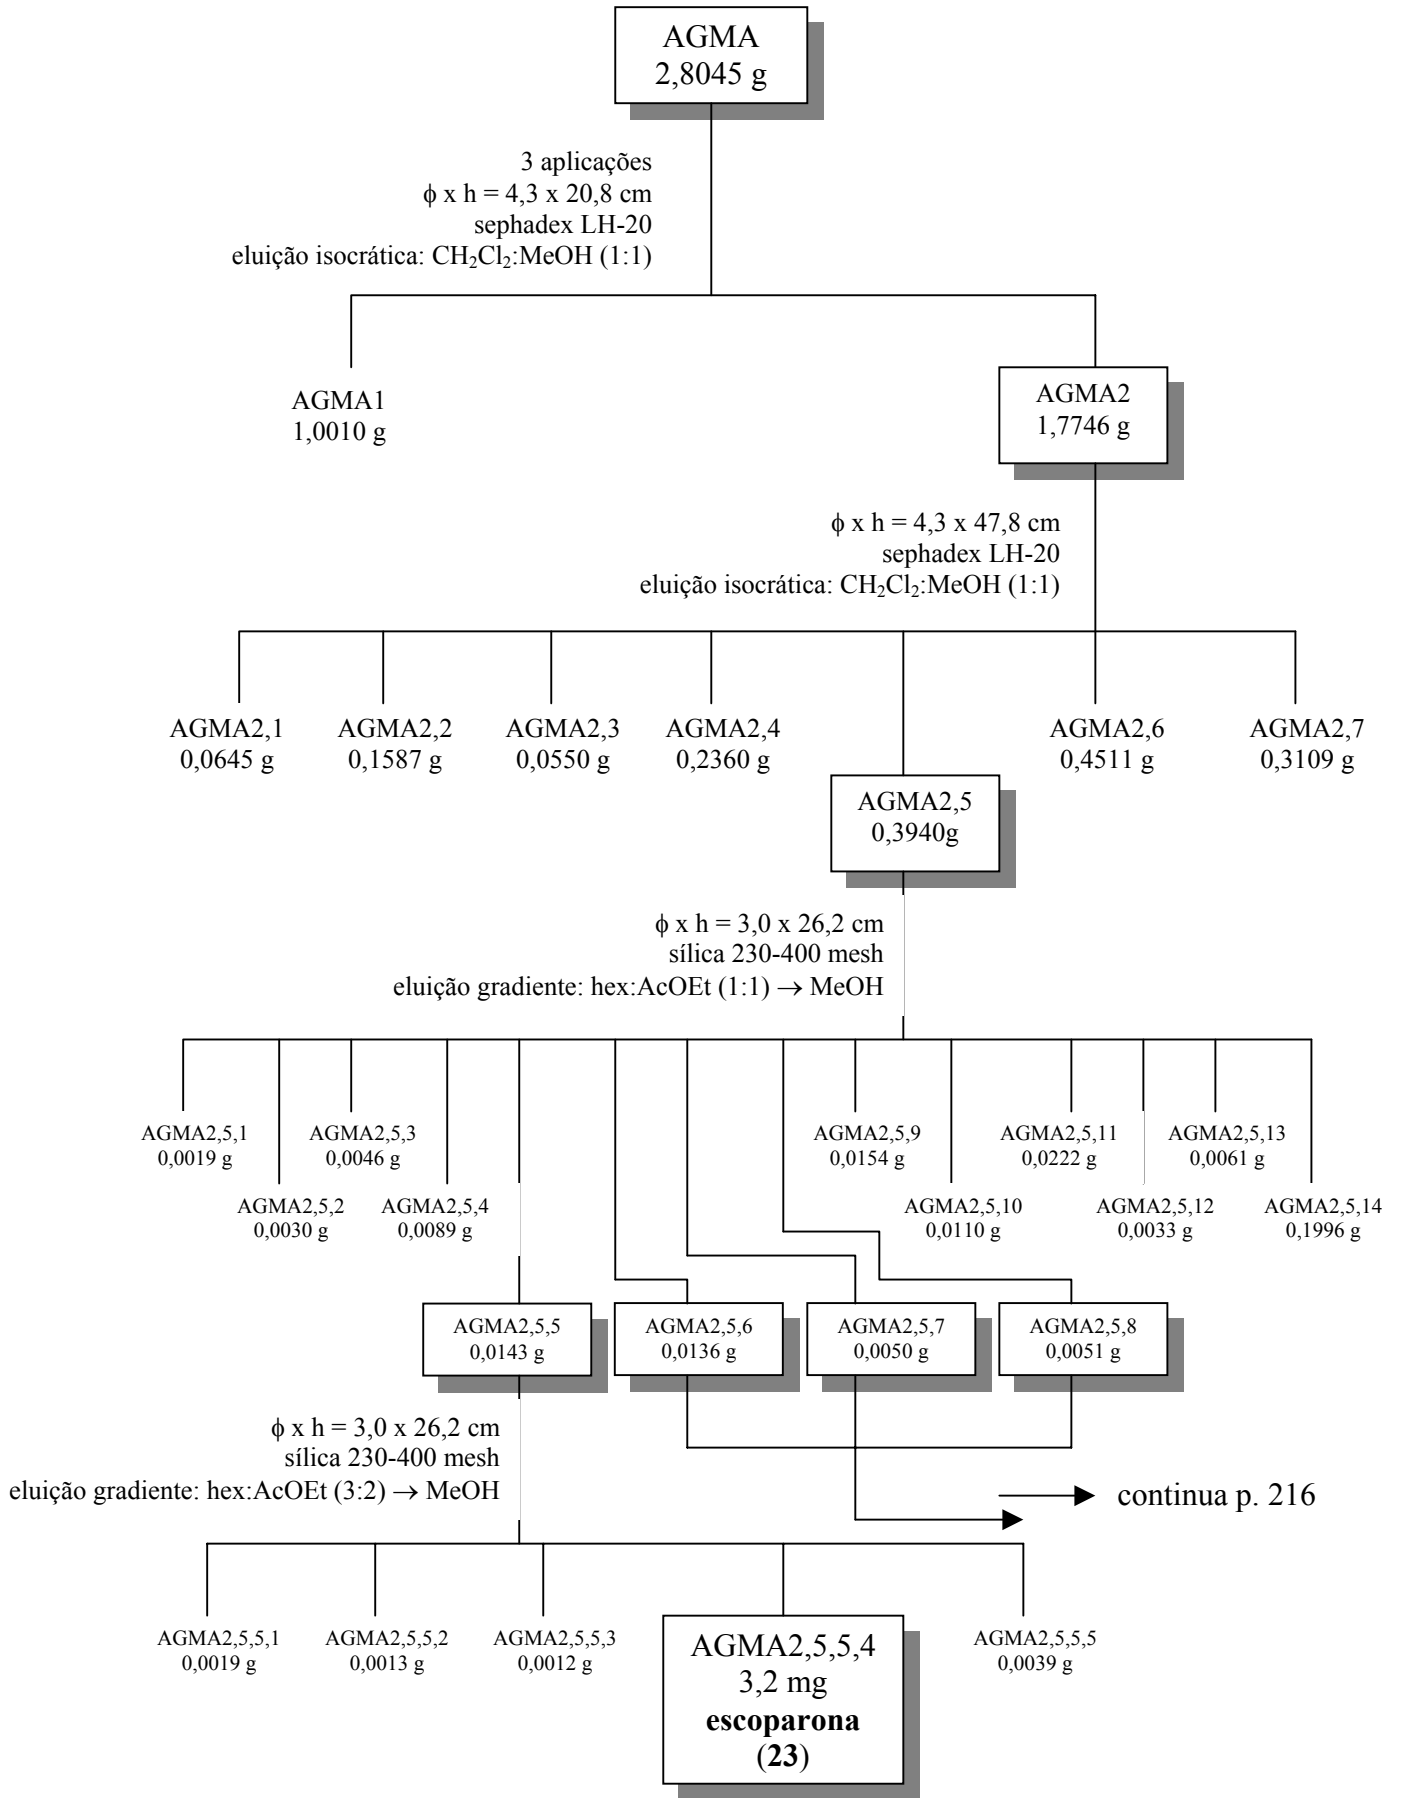 AGMA
2,8045 g
3 aplicações
ϕ x h = 4,3 x 20,8 cm
sephadex LH-20
eluição isocrática: CH₂Cl₂:MeOH (1:1)
AGMA1
1,0010 g
AGMA2
1,7746 g
ϕ x h = 4,3 x 47,8 cm
sephadex LH-20
eluição isocrática: CH₂Cl₂:MeOH (1:1)
AGMA2,1
0,0645 g
AGMA2,2
0,1587 g
AGMA2,3
0,0550 g
AGMA2,4
0,2360 g
AGMA2,6
0,4511 g
AGMA2,7
0,3109 g
AGMA2,5
0,3940g
ϕ x h = 3,0 x 26,2 cm
sílica 230-400 mesh
eluição gradiente: hex:AcOEt (1:1) → MeOH
AGMA2,5,1
0,0019 g
AGMA2,5,3
0,0046 g
AGMA2,5,9
0,0154 g
AGMA2,5,11
0,0222 g
AGMA2,5,13
0,0061 g
AGMA2,5,2
0,0030 g
AGMA2,5,4
0,0089 g
AGMA2,5,10
0,0110 g
AGMA2,5,12
0,0033 g
AGMA2,5,14
0,1996 g
AGMA2,5,5
0,0143 g
AGMA2,5,6
0,0136 g
AGMA2,5,7
0,0050 g
AGMA2,5,8
0,0051 g
ϕ x h = 3,0 x 26,2 cm
sílica 230-400 mesh
eluição gradiente: hex:AcOEt (3:2) → MeOH
continua p. 216
AGMA2,5,5,1
0,0019 g
AGMA2,5,5,2
0,0013 g
AGMA2,5,5,3
0,0012 g
AGMA2,5,5,4
3,2 mg
escoparona
(23)
AGMA2,5,5,5
0,0039 g